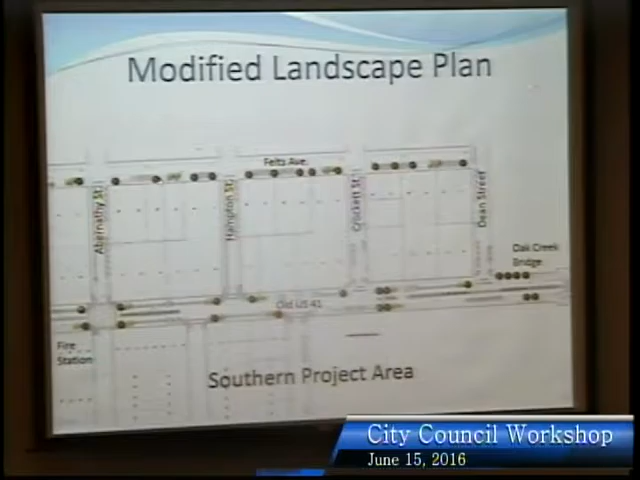 Modified Landscape Plan
Felts Ave.
Abernathy St.
Hampton St.
Crockett St.
Dean Street
Oak Creek
Bridge
Old US 41
Fire
Station
Southern Project Area
City Council Workshop
June 15, 2016